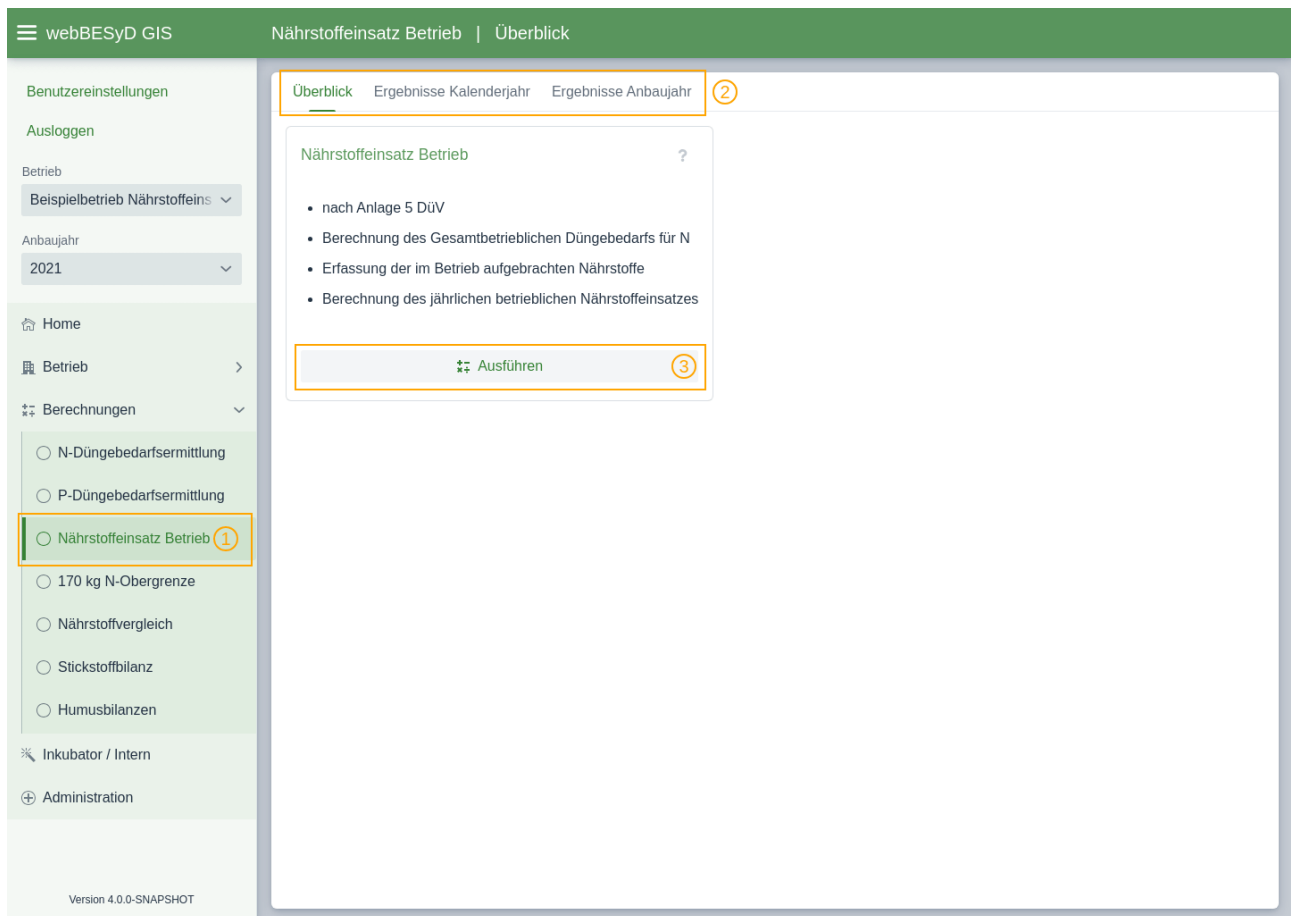 webBESyD GIS
Nährstoffeinsatz Betrieb | Überblick
Benutzereinstellungen
Ausloggen
Betrieb
Beispielbetrieb Nährstoffeins
Anbaujahr
2021
Home
Betrieb
Berechnungen
N-Düngebedarfsermittlung
P-Düngebedarfsermittlung
Nährstoffeinsatz Betrieb 1
170 kg N-Obergrenze
Nährstoffvergleich
Stickstoffbilanz
Humusbilanzen
Inkubator / Intern
Administration
Version 4.0.0-SNAPSHOT
Überblick Ergebnisse Kalenderjahr Ergebnisse Anbaujahr 2
Nährstoffeinsatz Betrieb ?
• nach Anlage 5 DüV
• Berechnung des Gesamtbetrieblichen Düngebedarfs für N
• Erfassung der im Betrieb aufgebrachten Nährstoffe
• Berechnung des jährlichen betrieblichen Nährstoffeinsatzes
Ausführen 3